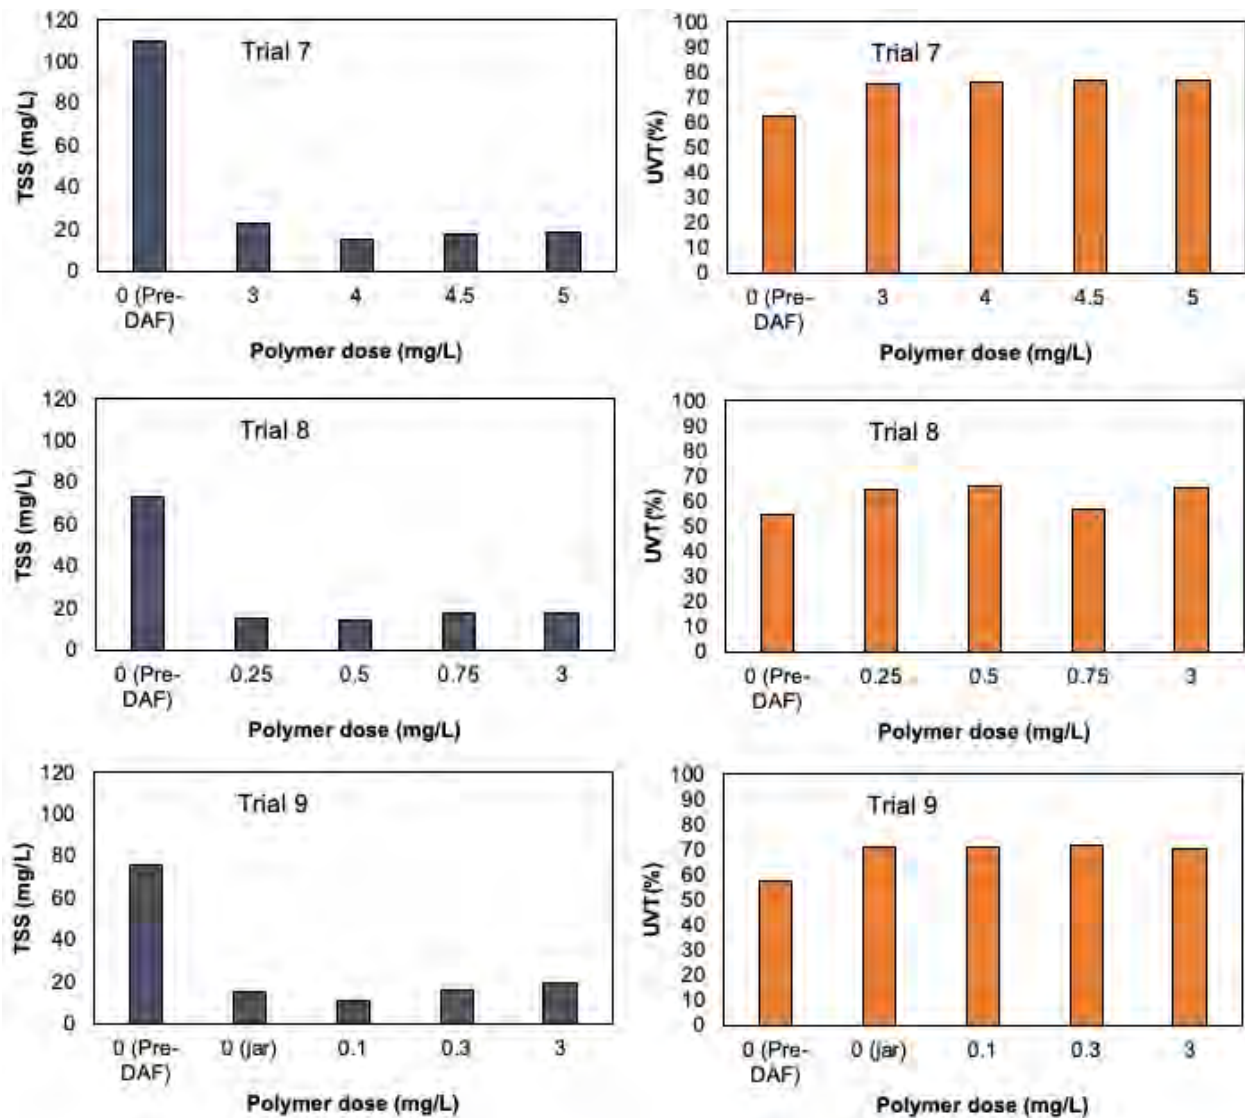 120
100
80
60
40
20
0
TSS (mg/L)
Trial 7
0 (Pre-
DAF)
3
4
4.5
5
Polymer dose (mg/L)
100
90
80
70
60
50
40
30
20
10
0
UVT(%)
Trial 7
0 (Pre-
DAF)
3
4
4.5
5
Polymer dose (mg/L)
120
100
80
60
40
20
0
TSS (mg/L)
Trial 8
0 (Pre-
DAF)
0.25
0.5
0.75
3
Polymer dose (mg/L)
100
90
80
70
60
50
40
30
20
10
0
UVT(%)
Trial 8
0 (Pre-
DAF)
0.25
0.5
0.75
3
Polymer dose (mg/L)
120
100
80
60
40
20
0
TSS (mg/L)
Trial 9
0 (Pre-
DAF)
0 (jar)
0.1
0.3
3
Polymer dose (mg/L)
100
90
80
70
60
50
40
30
20
10
0
UVT(%)
Trial 9
0 (Pre-
DAF)
0 (jar)
0.1
0.3
3
Polymer dose (mg/L)